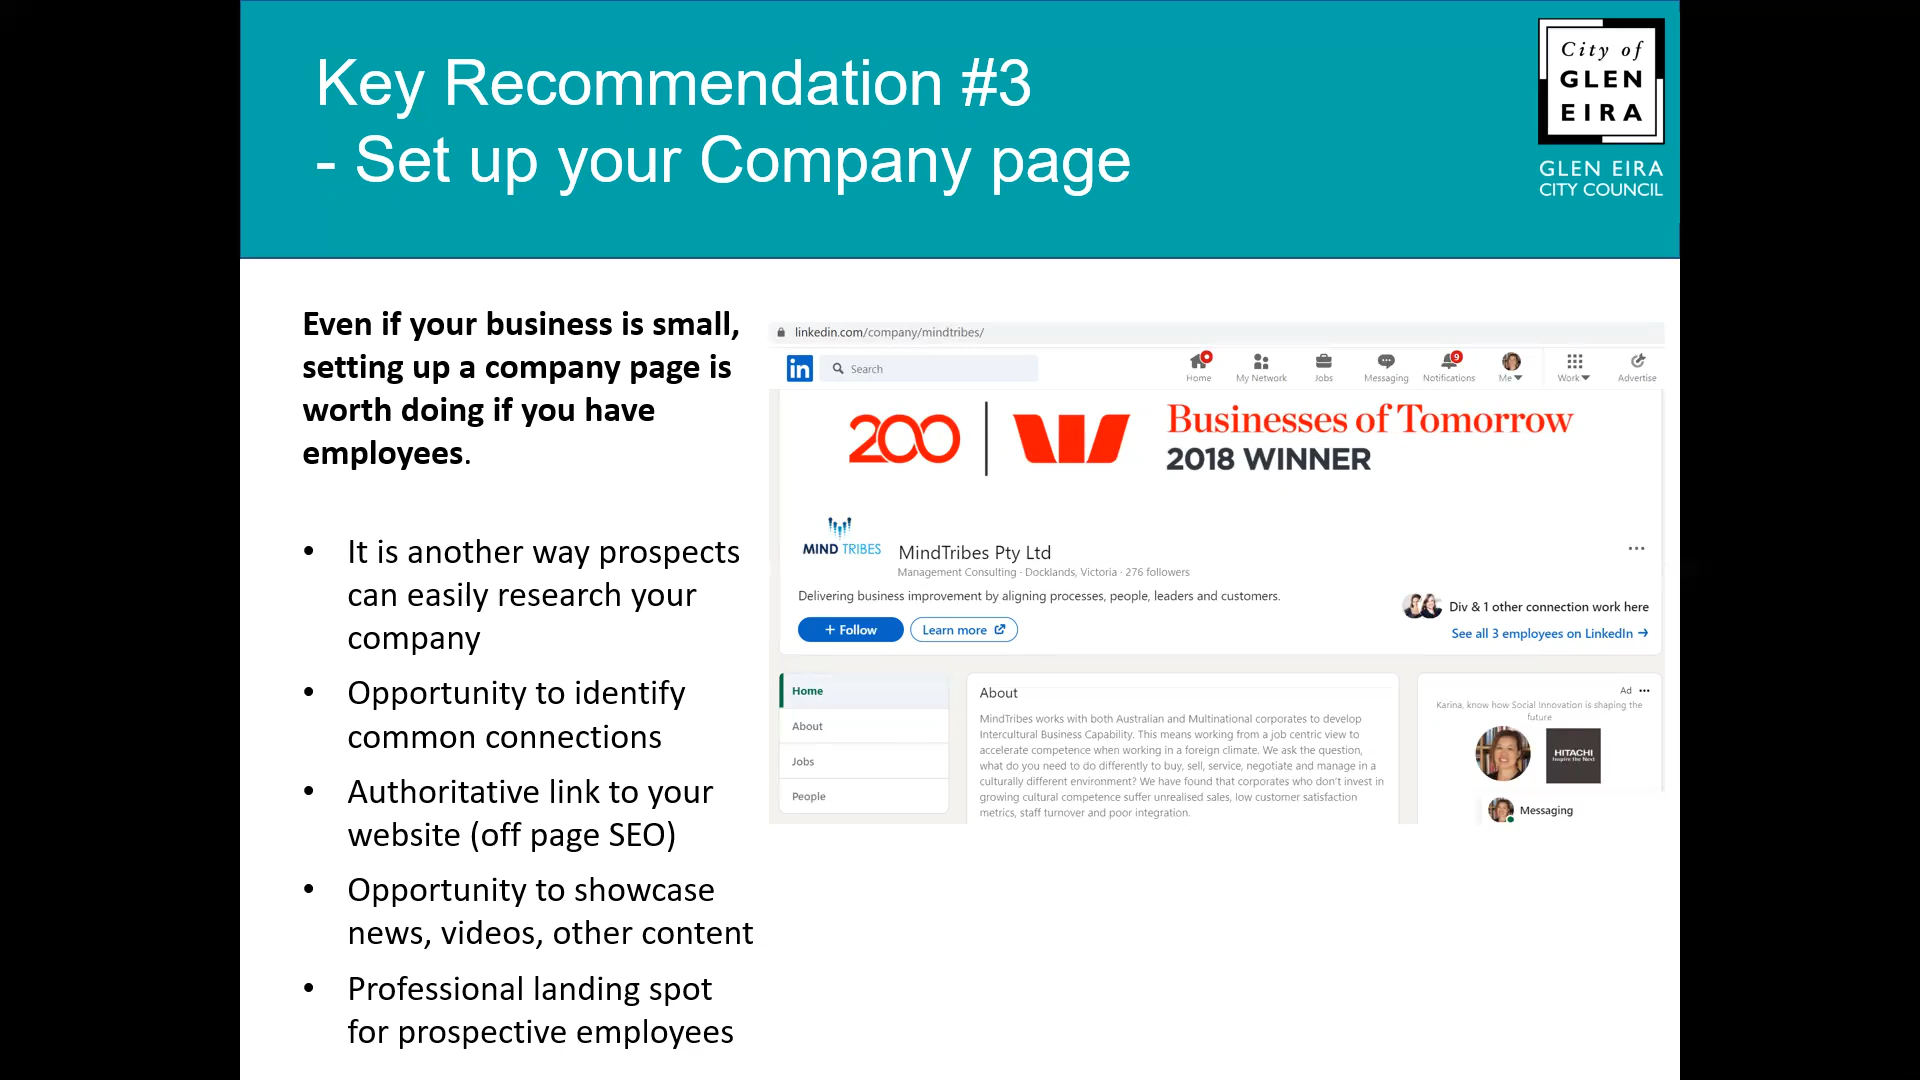 Key Recommendation #3
- Set up your Company page
City of
GLEN
EIRA
GLEN EIRA
CITY COUNCIL
Even if your business is small,
setting up a company page is
worth doing if you have
employees.
• It is another way prospects
can easily research your
company
• Opportunity to identify
common connections
• Authoritative link to your
website (off page SEO)
• Opportunity to showcase
news, videos, other content
• Professional landing spot
for prospective employees
linkedin.com/company/mindtribes/
in
Search
Home
My Network
Jobs
Messaging
9
Notifications
Me
Work
Advertise
200
Businesses of Tomorrow
2018 WINNER
MIND TRIBES
MindTribes Pty Ltd
Management Consulting · Docklands, Victoria · 276 followers
Delivering business improvement by aligning processes, people, leaders and customers.
+ Follow
Learn more
Div & 1 other connection work here
See all 3 employees on LinkedIn →
Home
About
Jobs
People
About
MindTribes works with both Australian and Multinational corporates to develop
Intercultural Business Capability. This means working from a job centric view to
accelerate competence when working in a foreign climate. We ask the question,
what do you need to do differently to buy, sell, service, negotiate and manage in a
culturally different environment? We have found that corporates who don't invest in
growing cultural competence suffer unrealised sales, low customer satisfaction
metrics, staff turnover and poor integration.
Ad ···
Karina, know how Social Innovation is shaping the
future
HITACHI
Inspire the Next
Messaging